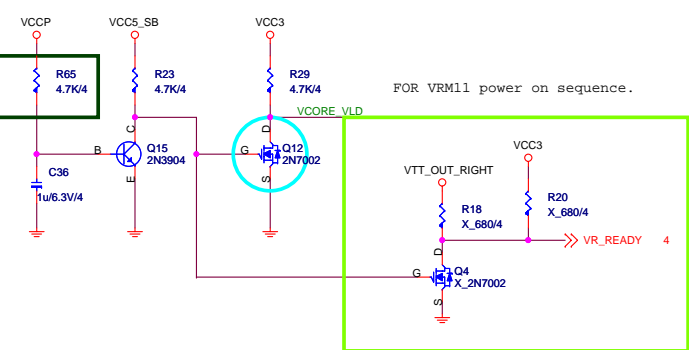 VCCP
VCC5_SB
VCC3
R65
4.7K/4
R23
4.7K/4
R29
4.7K/4
FOR VRM11 power on sequence.
VCORE_VLD
C
B
Q15
2N3904
E
D
G
Q12
2N7002
S
C36
1u/6.3V/4
VCC3
VTT_OUT_RIGHT
R18
X_680/4
R20
X_680/4
VR_READY 4
D
G
Q4
X_2N7002
S